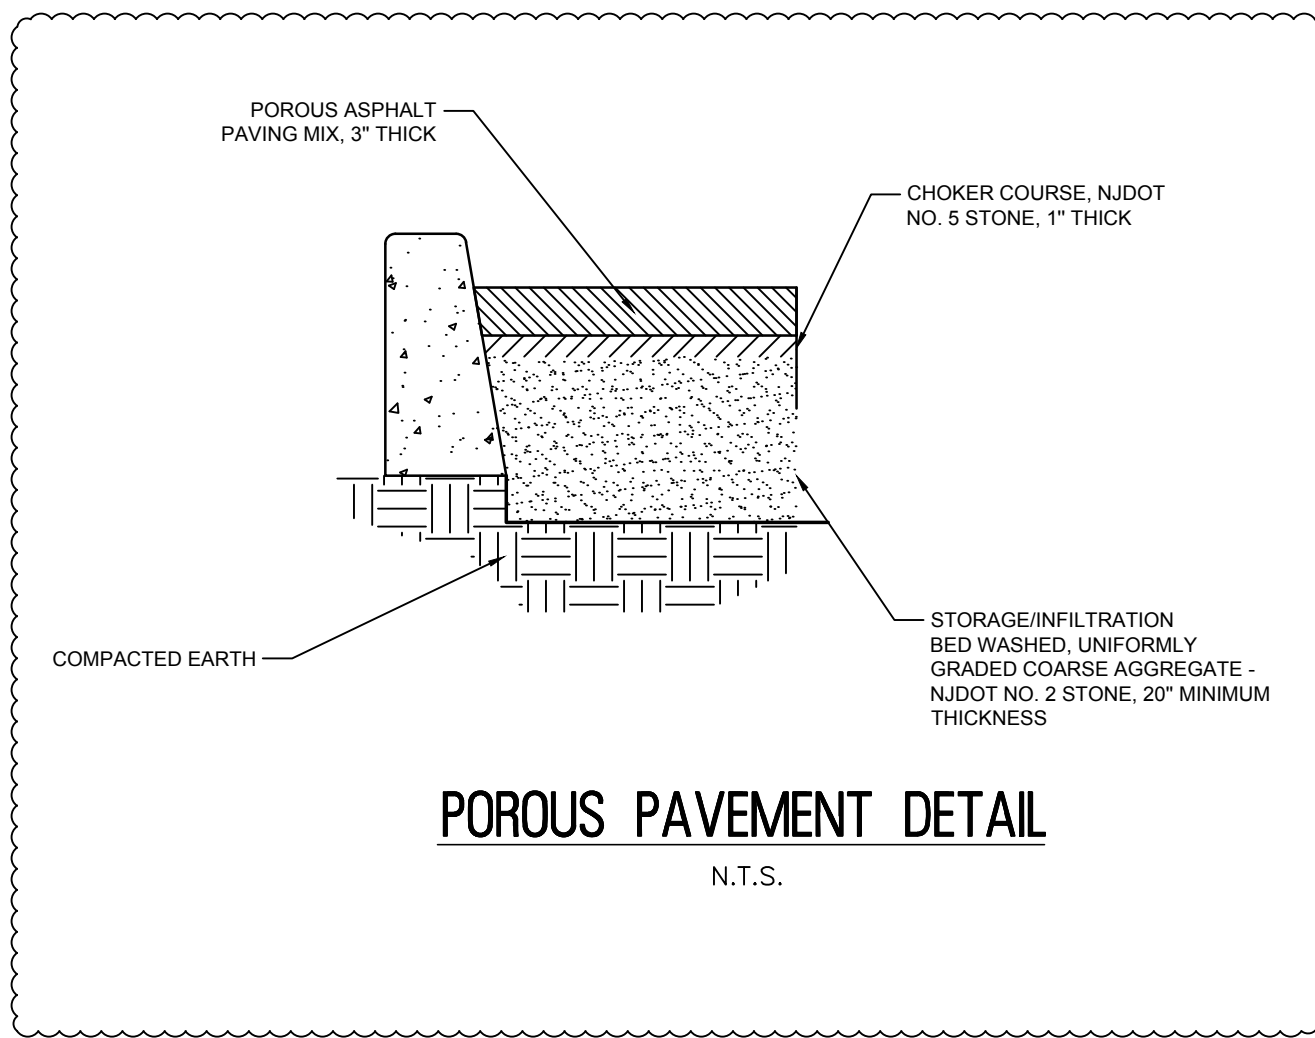 POROUS ASPHALT
PAVING MIX, 3" THICK
CHOKER COURSE, NJDOT
NO. 5 STONE, 1" THICK
COMPACTED EARTH
STORAGE/INFILTRATION
BED WASHED, UNIFORMLY
GRADED COARSE AGGREGATE -
NJDOT NO. 2 STONE, 20" MINIMUM
THICKNESS
POROUS PAVEMENT DETAIL
N.T.S.